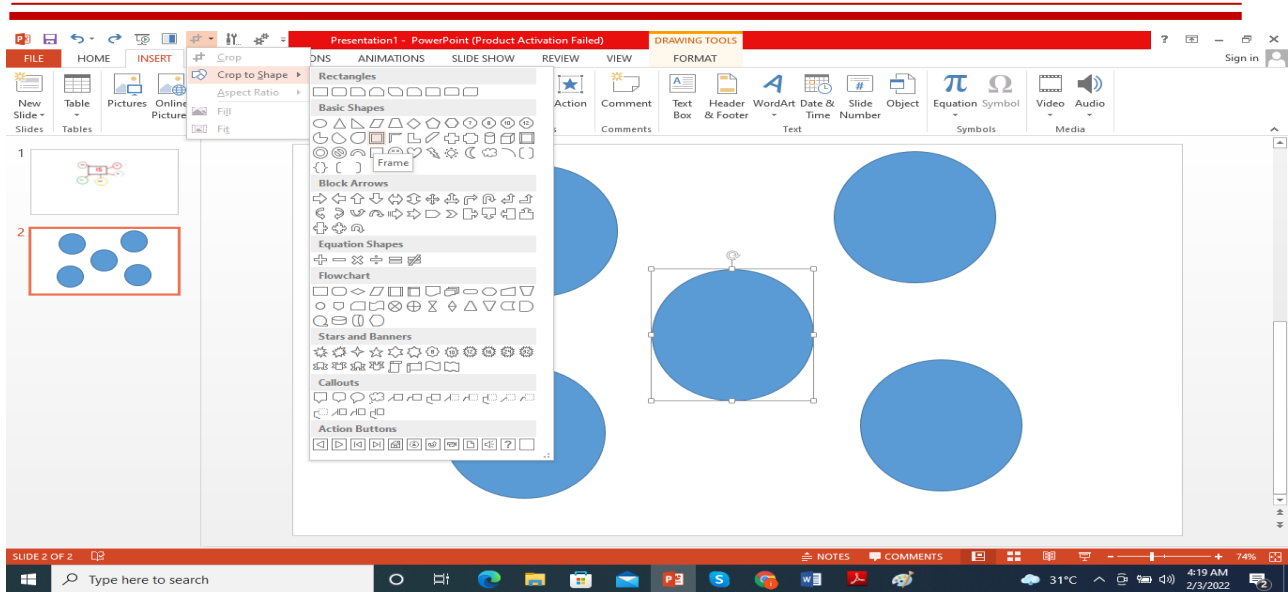 Presentation1 - PowerPoint (Product Activation Failed)
DRAWING TOOLS
?
FILE HOME INSERT ONS ANIMATIONS SLIDE SHOW REVIEW VIEW FORMAT Sign in
Crop
Crop to Shape
Aspect Ratio
Fill
Fit
New Slide
Table
Pictures
Online Picture
Action
Comment
Text Box
Header & Footer
WordArt
Date & Time
Slide Number
Object
Equation
Symbol
Video
Audio
Slides
Tables
s
Comments
Text
Symbols
Media
Rectangles
Basic Shapes
Frame
Block Arrows
Equation Shapes
Flowchart
Stars and Banners
Callouts
Action Buttons
1
2
SLIDE 2 OF 2 NOTES COMMENTS 74%
Type here to search
31°C
4:19 AM
2/3/2022
2